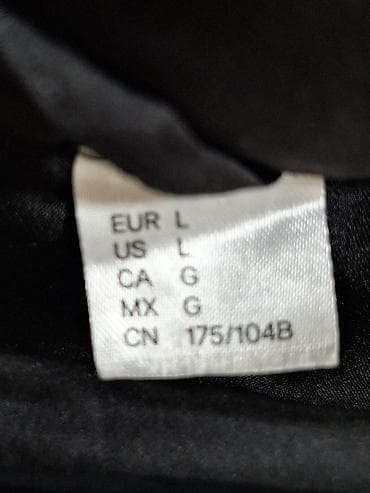 EUR L
US L
CA G
MX G
CN 175/104B